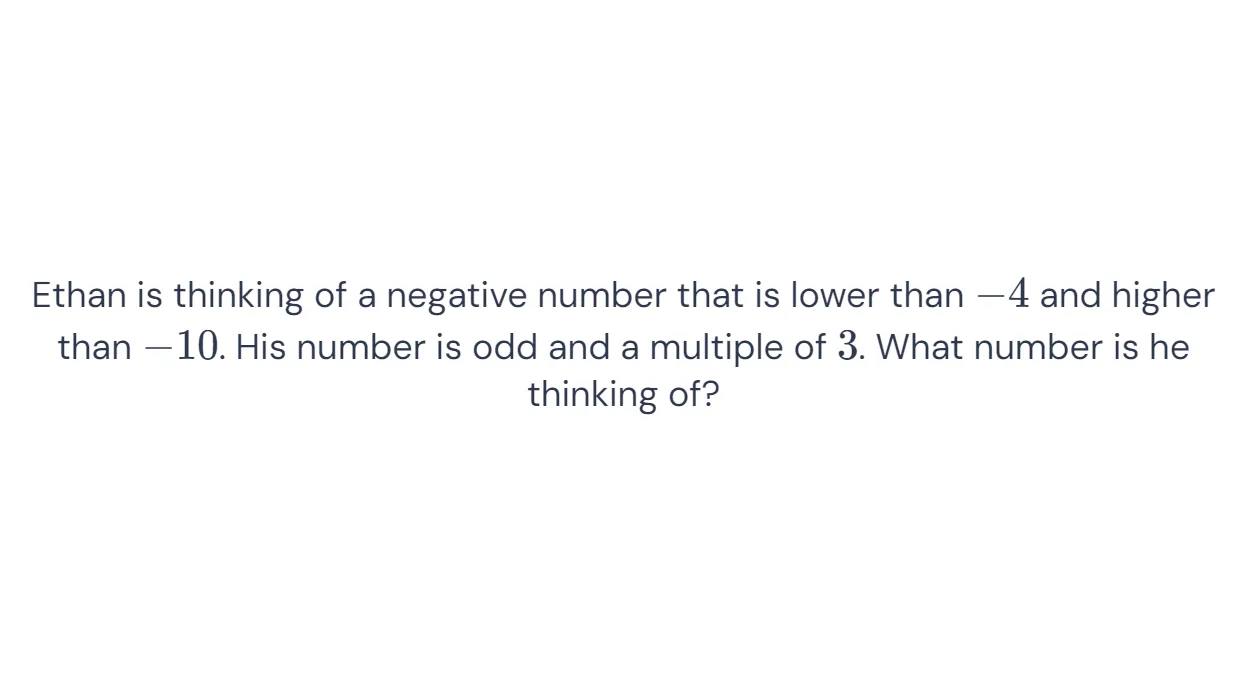 Ethan is thinking of a negative number that is lower than −4 and higher
than −10. His number is odd and a multiple of 3. What number is he
thinking of?